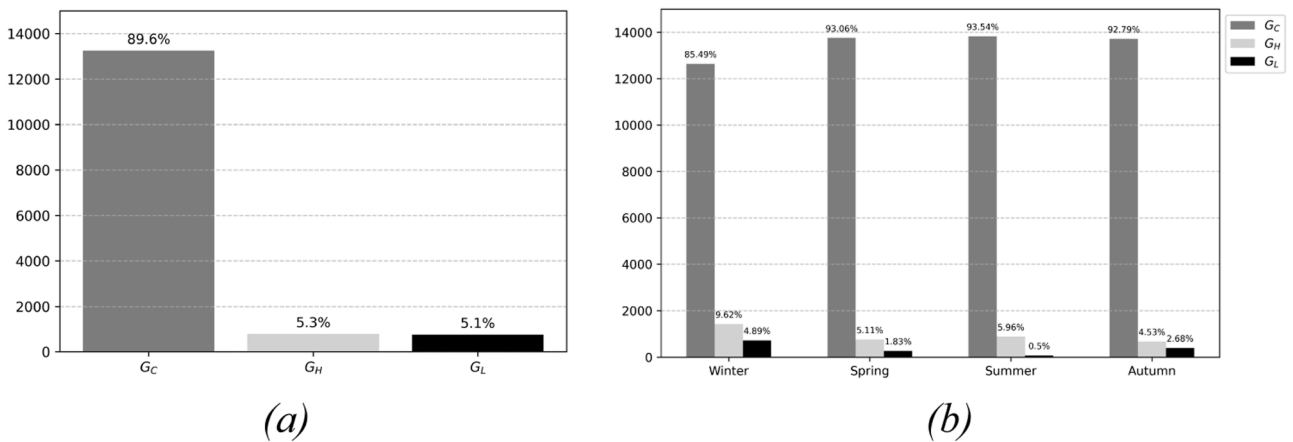 14000
12000
10000
8000
6000
4000
2000
0
89.6%
5.3%
5.1%
G_C
G_H
G_L
(a)
14000
12000
10000
8000
6000
4000
2000
0
85.49%
9.62%
4.89%
93.06%
5.11%
1.83%
93.54%
5.96%
0.5%
92.79%
4.53%
2.68%
Winter
Spring
Summer
Autumn
G_C
G_H
G_L
(b)